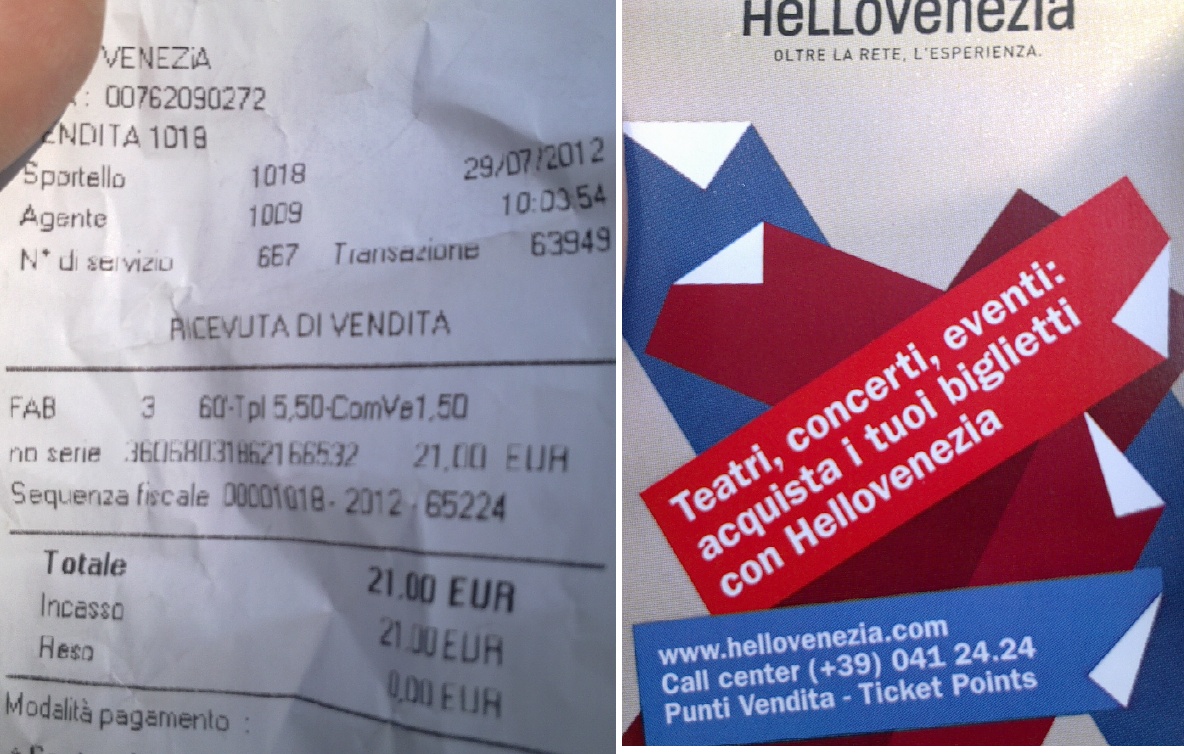 VENEZiA
: 00762090272
ENDITA 1018
Sportello 1018 29/07/2012
Agente 1009 10:03:54
N° di servizio 667 Transazione 63949
RICEVUTA DI VENDITA
FAB 3 60'-Tpl 5,50-ComVe1,50
no serie 36068031862166532 21,00 EUR
Sequenza fiscale 00001018 - 2012 - 65224
Totale 21.00 EUR
Incasso 21.00 EUR
Reso 0,00 EUR
Modalità pagamento :
HeLLOvenezia
OLTRE LA RETE, L'ESPERIENZA.
Teatri, concerti, eventi:
acquista i tuoi biglietti
con Hellovenezia
www.hellovenezia.com
Call center (+39) 041 24.24
Punti Vendita - Ticket Points